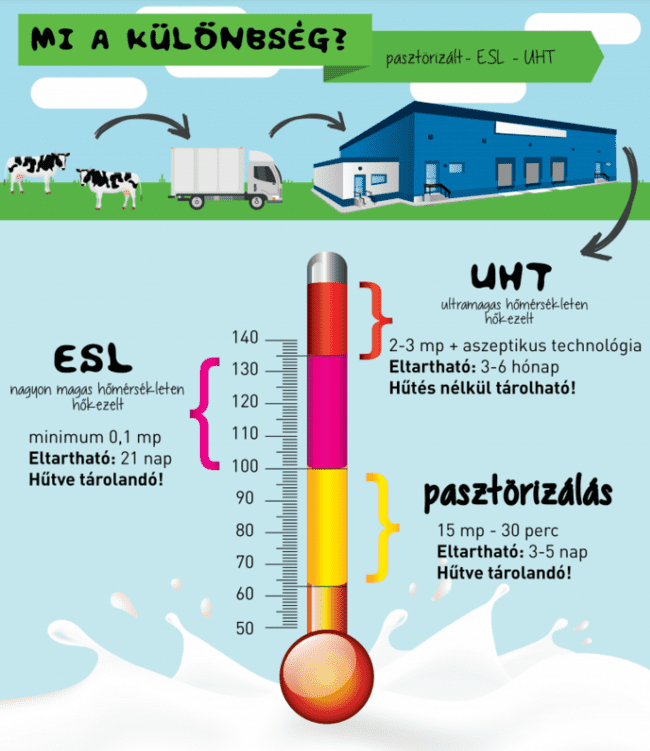 MI A KÜLÖNBSÉG?
pasztörizált - ESL - UHT
UHT
ultramagas hőmérsékleten
hőkezelt
2-3 mp + aszeptikus technológia
Eltartható: 3-6 hónap
Hűtés nélkül tárolható!
ESL
nagyon magas hőmérsékleten
hőkezelt
minimum 0,1 mp
Eltartható: 21 nap
Hűtve tárolandó!
140
130
120
110
100
90
80
70
60
50
pasztörizálás
15 mp - 30 perc
Eltartható: 3-5 nap
Hűtve tárolandó!